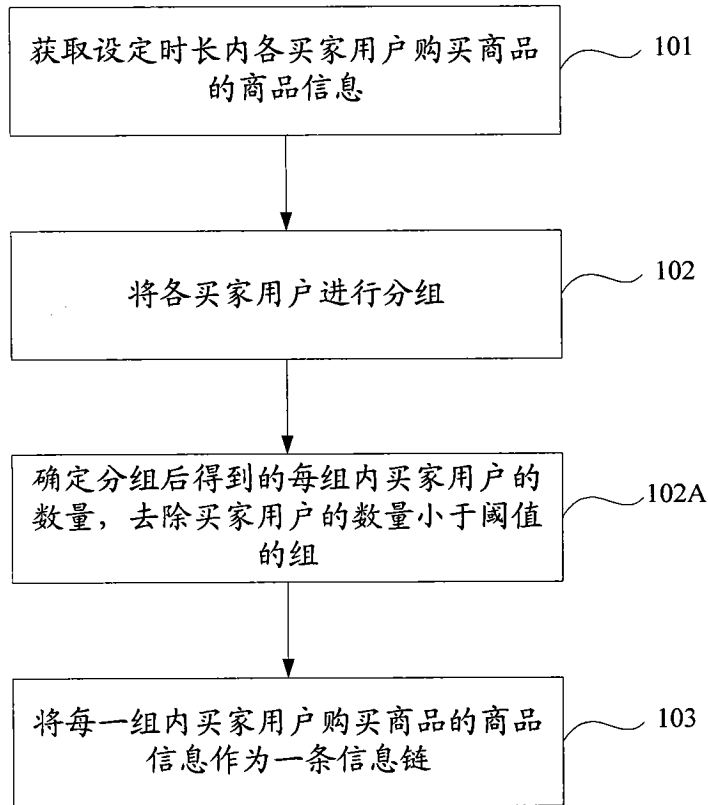 获取设定时长内各买家用户购买商品
的商品信息
101
将各买家用户进行分组
102
确定分组后得到的每组内买家用户的
数量，去除买家用户的数量小于阈值
的组
102A
将每一组内买家用户购买商品的商品
信息作为一条信息链
103